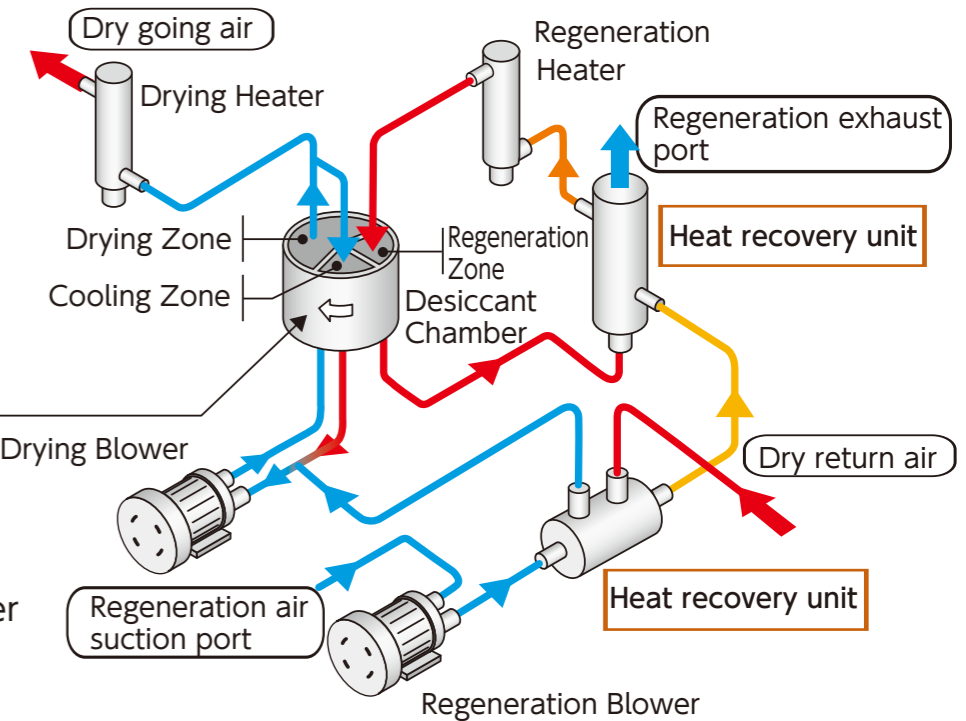 Dry going air
Regeneration
Heater
Drying Heater
Regeneration exhaust
port
Drying Zone
Regeneration
Zone
Heat recovery unit
Cooling Zone
Desiccant
Chamber
Drying Blower
Dry return air
er
Regeneration air
suction port
Heat recovery unit
Regeneration Blower